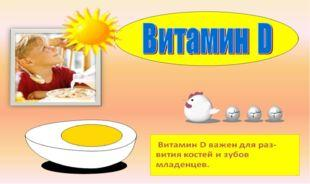 Витамин D
Витамин D важен для раз-
вития костей и зубов
младенцев.